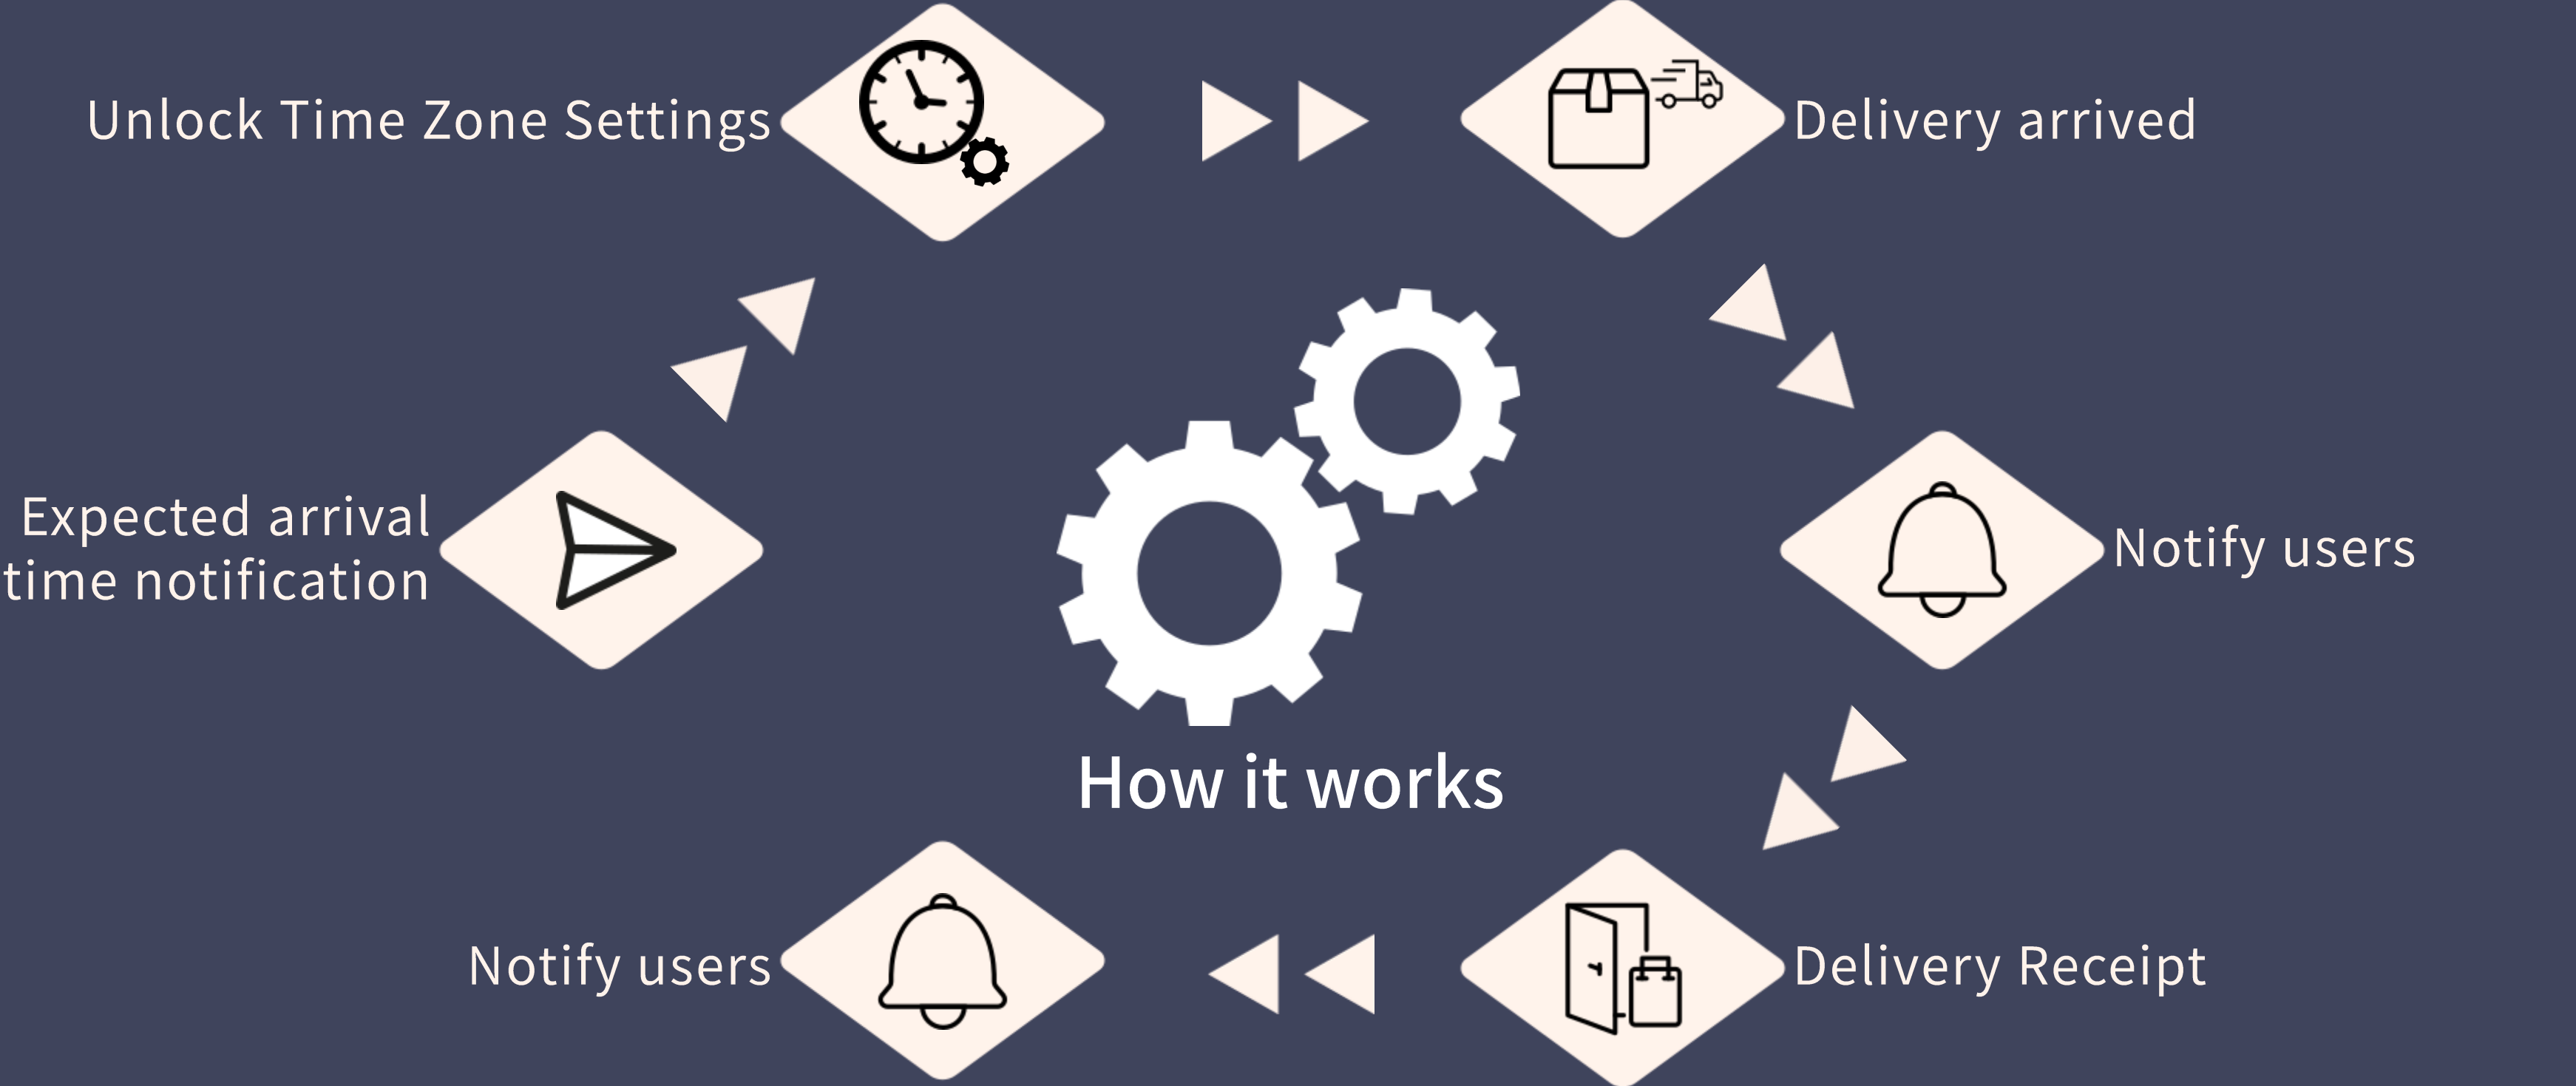 Unlock Time Zone Settings
Delivery arrived
Expected arrival
time notification
Notify users
How it works
Notify users
Delivery Receipt